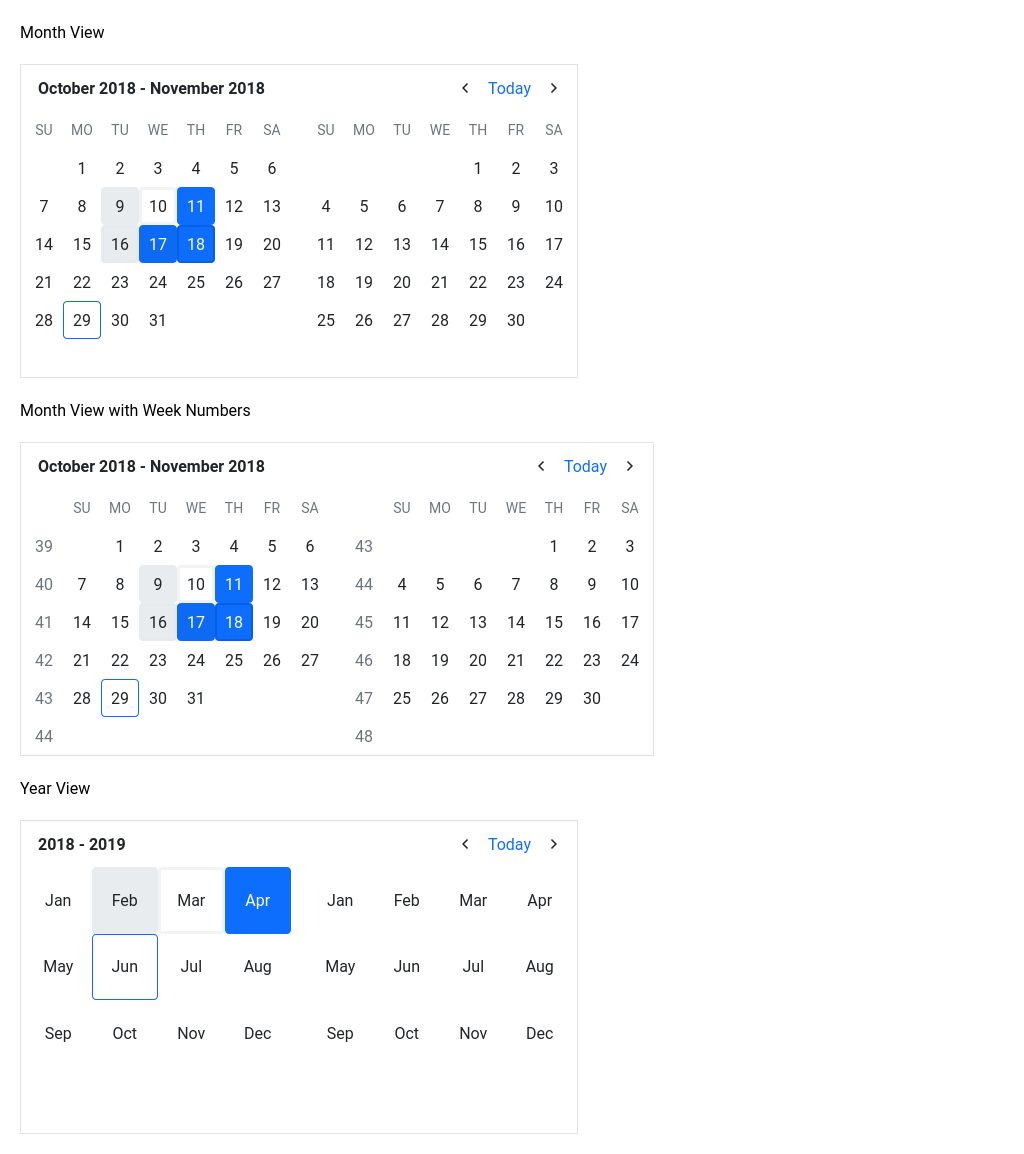 Month View
October 2018 - November 2018 Today
SU MO TU WE TH FR SA SU MO TU WE TH FR SA
1 2 3 4 5 6 1 2 3
7 8 9 10 11 12 13 4 5 6 7 8 9 10
14 15 16 17 18 19 20 11 12 13 14 15 16 17
21 22 23 24 25 26 27 18 19 20 21 22 23 24
28 29 30 31 25 26 27 28 29 30
Month View with Week Numbers
October 2018 - November 2018 Today
SU MO TU WE TH FR SA SU MO TU WE TH FR SA
39 1 2 3 4 5 6 43 1 2 3
40 7 8 9 10 11 12 13 44 4 5 6 7 8 9 10
41 14 15 16 17 18 19 20 45 11 12 13 14 15 16 17
42 21 22 23 24 25 26 27 46 18 19 20 21 22 23 24
43 28 29 30 31 47 25 26 27 28 29 30
44 48
Year View
2018 - 2019 Today
Jan Feb Mar Apr Jan Feb Mar Apr
May Jun Jul Aug May Jun Jul Aug
Sep Oct Nov Dec Sep Oct Nov Dec